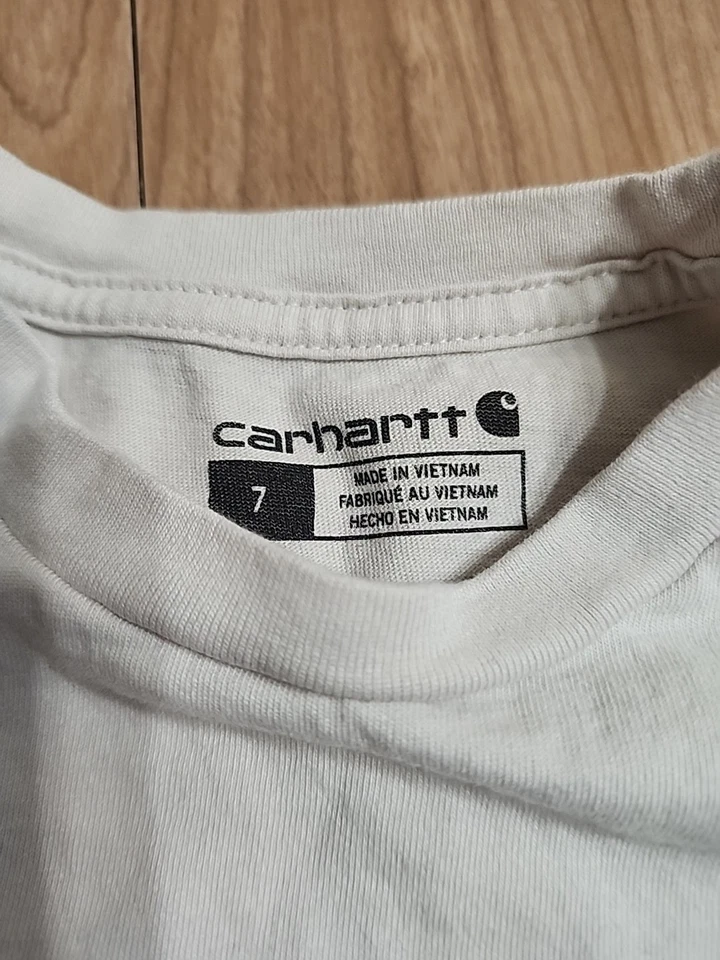 carhartt
7
MADE IN VIETNAM
FABRIQUÉ AU VIETNAM
HECHO EN VIETNAM